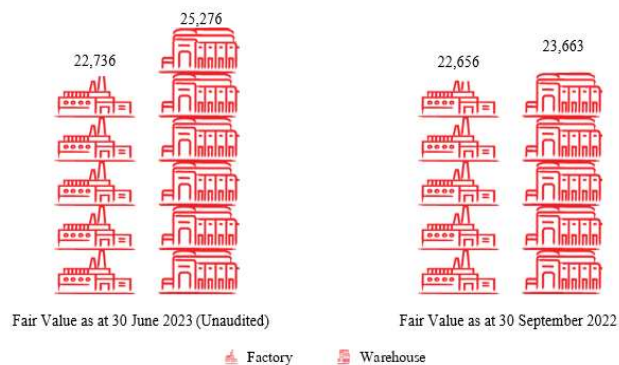 25,276
22,736
23,663
22,656
Fair Value as at 30 June 2023 (Unaudited)
Fair Value as at 30 September 2022
Factory
Warehouse